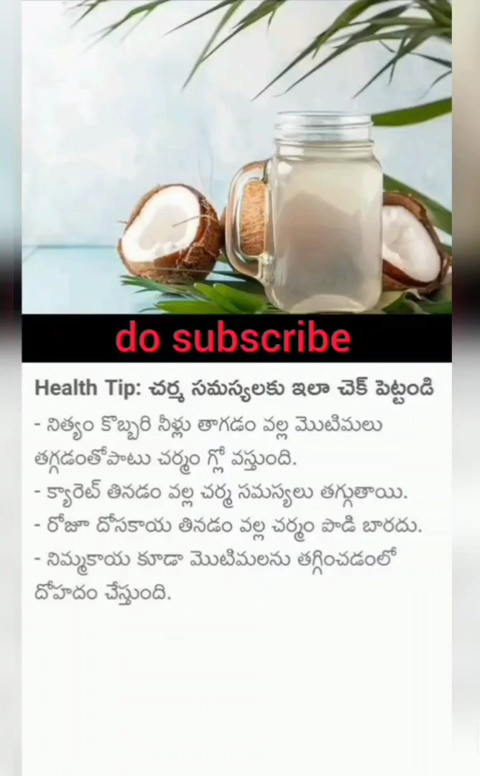 do subscribe
Health Tip: చర్మ సమస్యలకు ఇలా చెక్ పెట్టండి
- నిత్యం కొబ్బరి నీళ్లు తాగడం వల్ల మొటిమలు
తగ్గడంతోపాటు చర్మం గ్లో వస్తుంది.
- క్యారెట్ తినడం వల్ల చర్మ సమస్యలు తగ్గుతాయి.
- రోజూ దోసకాయ తినడం వల్ల చర్మం పొడి బారదు.
- నిమ్మకాయ కూడా మొటిమలను తగ్గించడంలో
దోహదం చేస్తుంది.